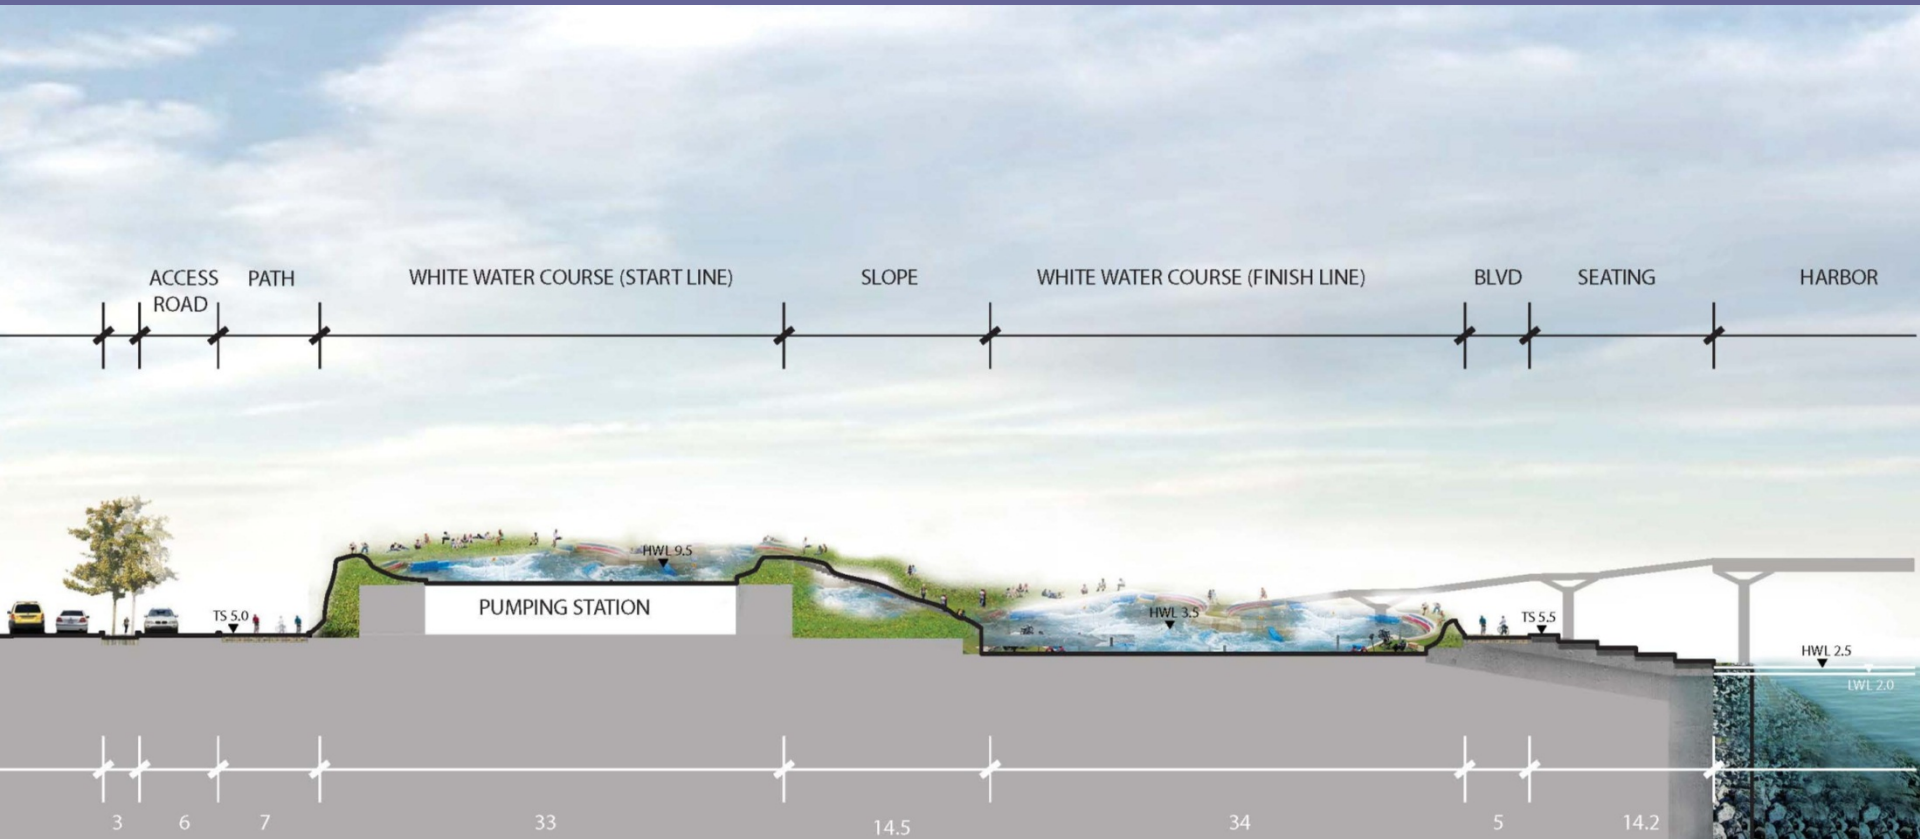 ACCESS
ROAD
PATH
WHITE WATER COURSE (START LINE)
SLOPE
WHITE WATER COURSE (FINISH LINE)
BLVD
SEATING
HARBOR
HWL 9.5
PUMPING STATION
TS 5.0
HWL 3.5
TS 5.5
HWL 2.5
LWL 2.0
3
6
7
33
14.5
34
5
14.2